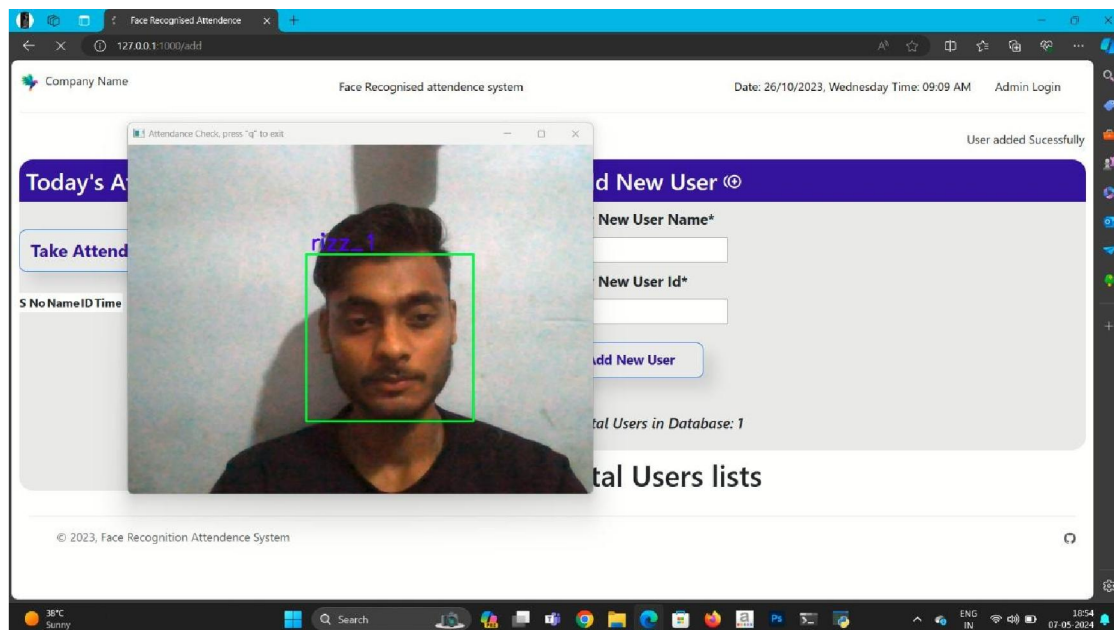 Face Recognised Attendence
127.0.0.1:1000/add
Company Name
Face Recognised attendence system
Date: 26/10/2023, Wednesday Time: 09:09 AM
Admin Login
Attendance Check, press "q" to exit
User added Sucessfully
Today's A
d New User
rizz_1
New User Name*
Take Attend
New User Id*
S No Name ID Time
Add New User
tal Users in Database: 1
tal Users lists
© 2023, Face Recognition Attendence System
38°C
Sunny
Search
ENG
IN
18:54
07-05-2024